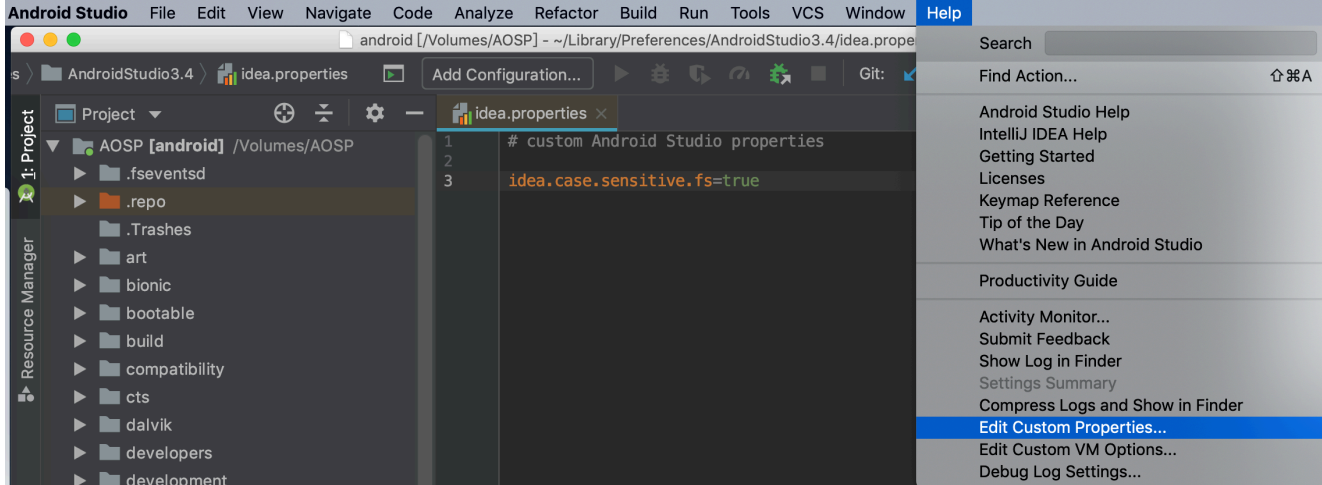 Android Studio File Edit View Navigate Code Analyze Refactor Build Run Tools VCS Window Help
android [/Volumes/AOSP] - ~/Library/Preferences/AndroidStudio3.4/idea.prope
AndroidStudio3.4 idea.properties Add Configuration... Git:
1: Project
Resource Manager
Project
AOSP [android] /Volumes/AOSP
.fseventsd
.repo
.Trashes
art
bionic
bootable
build
compatibility
cts
dalvik
developers
development
idea.properties
1 # custom Android Studio properties
2
3 idea.case.sensitive.fs=true
Search
Find Action... ⇧⌘A
Android Studio Help
IntelliJ IDEA Help
Getting Started
Licenses
Keymap Reference
Tip of the Day
What's New in Android Studio
Productivity Guide
Activity Monitor...
Submit Feedback
Show Log in Finder
Settings Summary
Compress Logs and Show in Finder
Edit Custom Properties...
Edit Custom VM Options...
Debug Log Settings...